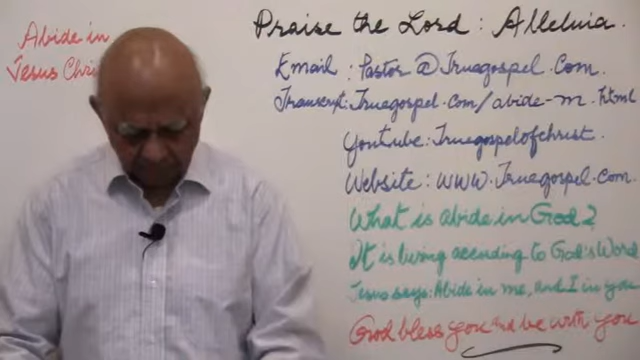 Abide in
Jesus Chri
Praise the Lord: Alleluia.
Email: Pastor@Truegospel.com.
Transcript: Truegospel.com/abide-m.html
Youtube: Truegospelofchrist.
Website: www.Truegospel.com.
What is abide in God?
It is living according to God's Word
Jesus says: Abide in me, and I in you
God bless you and be with you